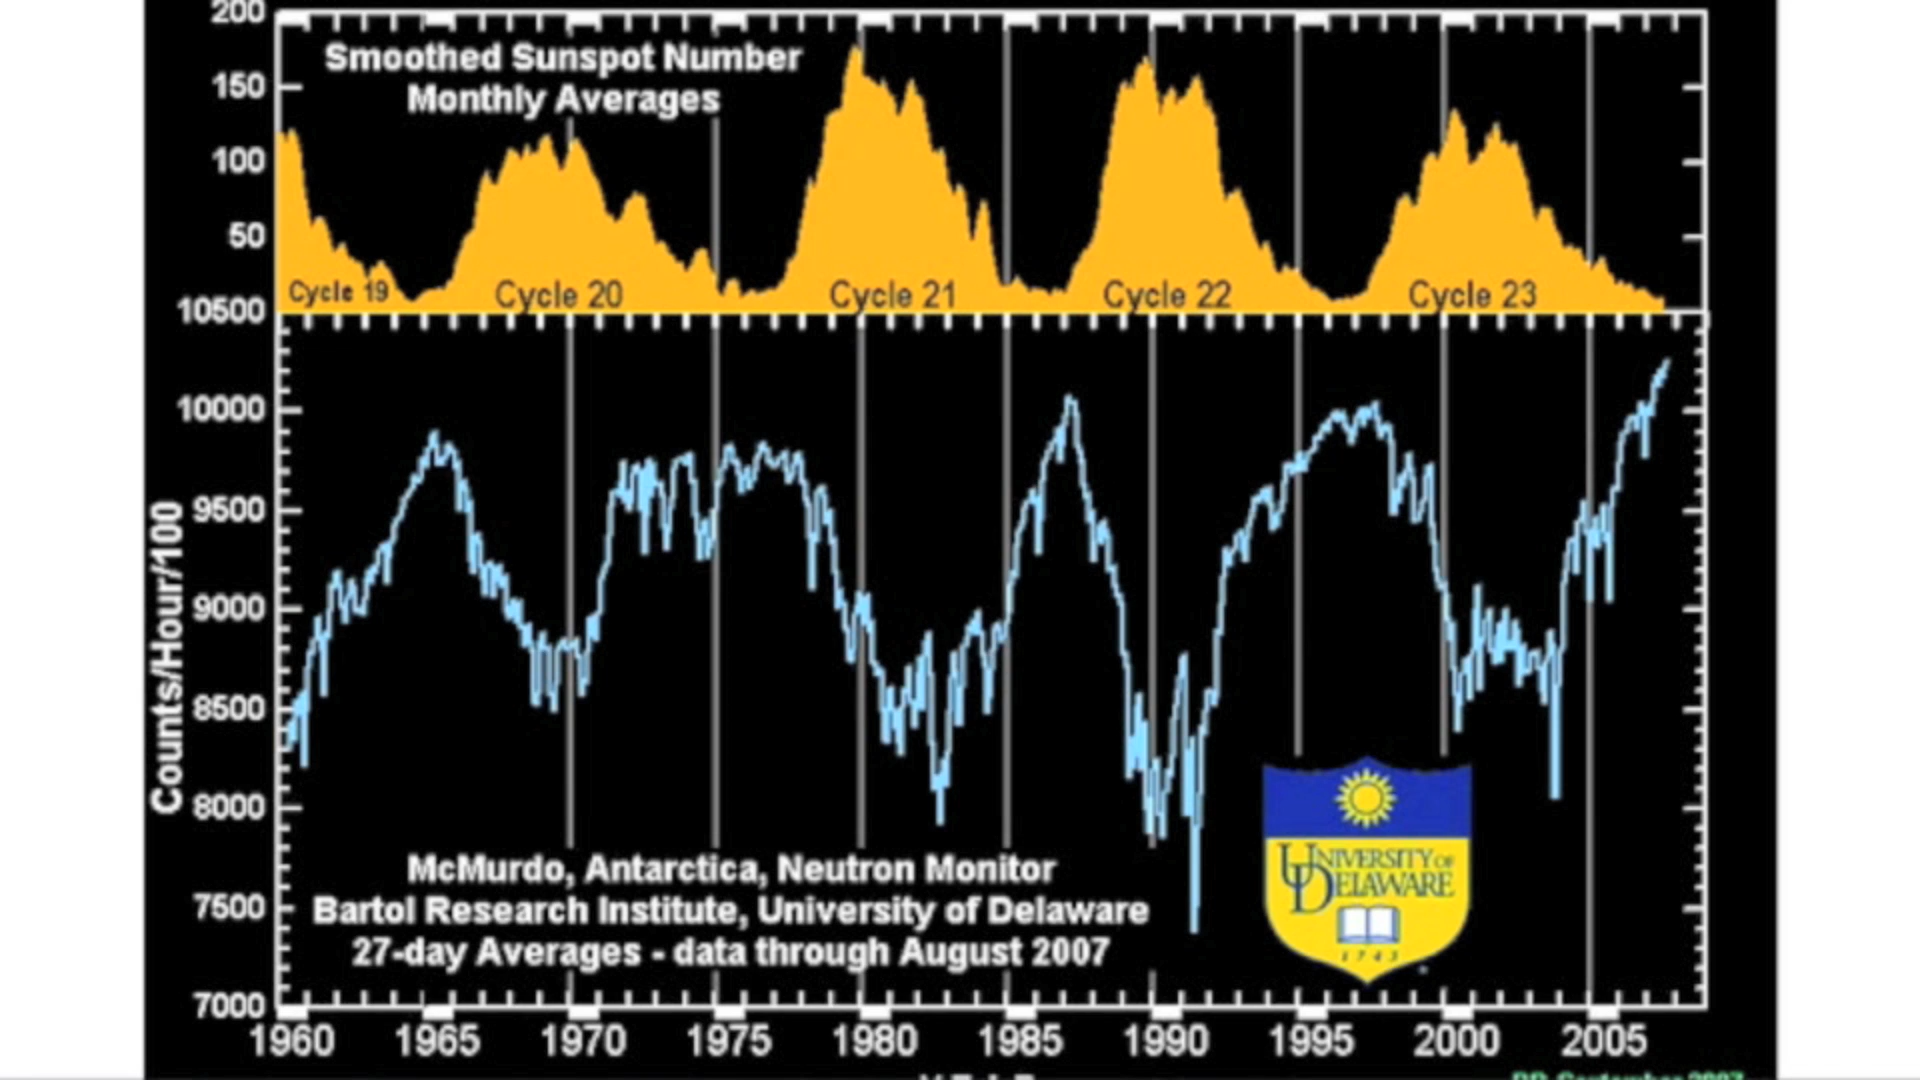 200
Smoothed Sunspot Number
Monthly Averages
150
100
50
Cycle 19 Cycle 20 Cycle 21 Cycle 22 Cycle 23
10500
10000
9500
9000
8500
8000
7500
7000
Counts/Hour/100
McMurdo, Antarctica, Neutron Monitor
Bartol Research Institute, University of Delaware
27-day Averages - data through August 2007
UNIVERSITY OF
DELAWARE
1743
1960 1965 1970 1975 1980 1985 1990 1995 2000 2005